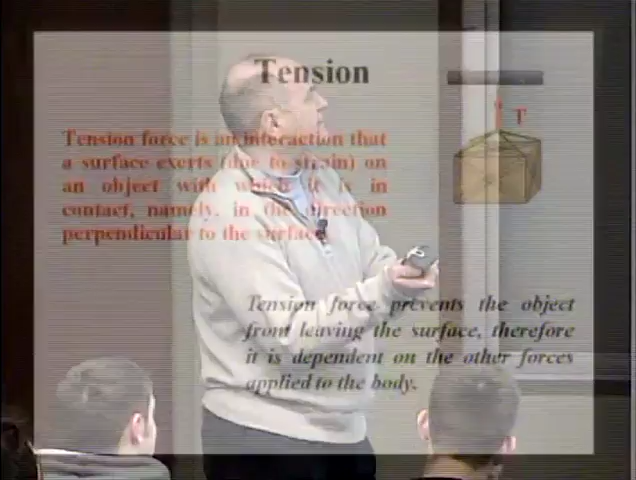 Tension
T
Tension force is an interaction that
a surface exerts (due to strain) on
an object with which it is in
contact, namely, in the direction
perpendicular to the surface.
Tension force prevents the object
from leaving the surface, therefore
it is dependent on the other forces
applied to the body.